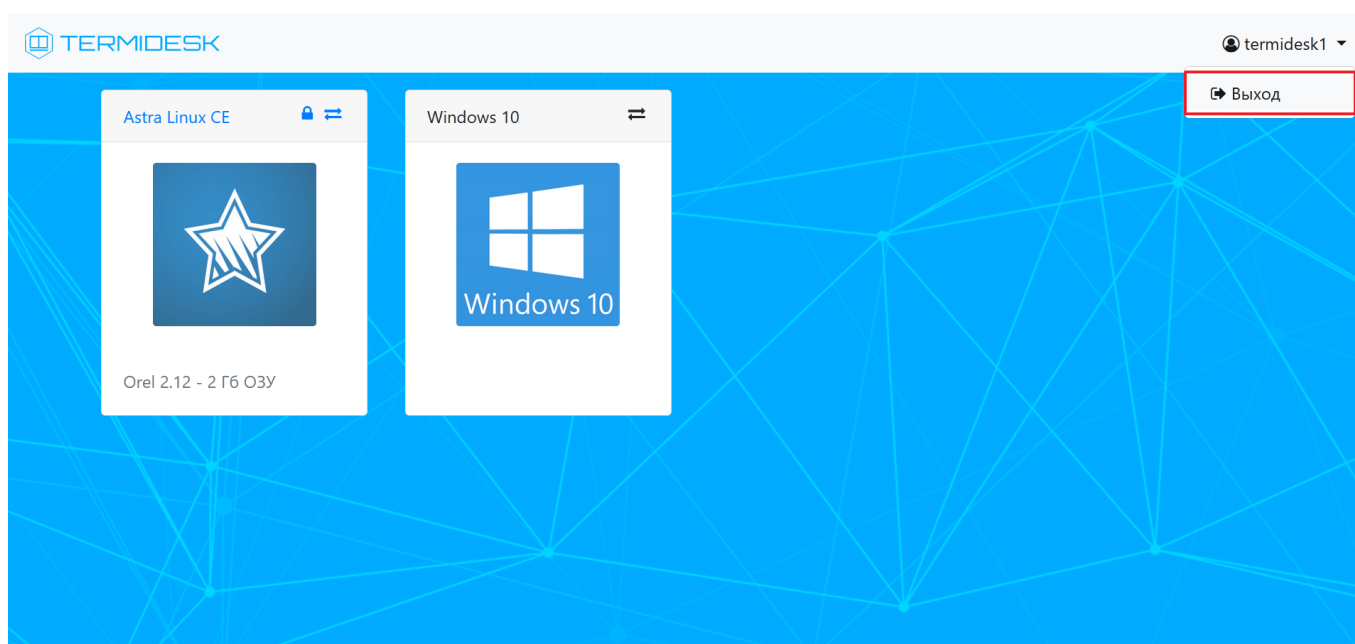 TERMIDESK
termidesk1
Выход
Astra Linux CE
Windows 10
Windows 10
Orel 2.12 - 2 Гб ОЗУ